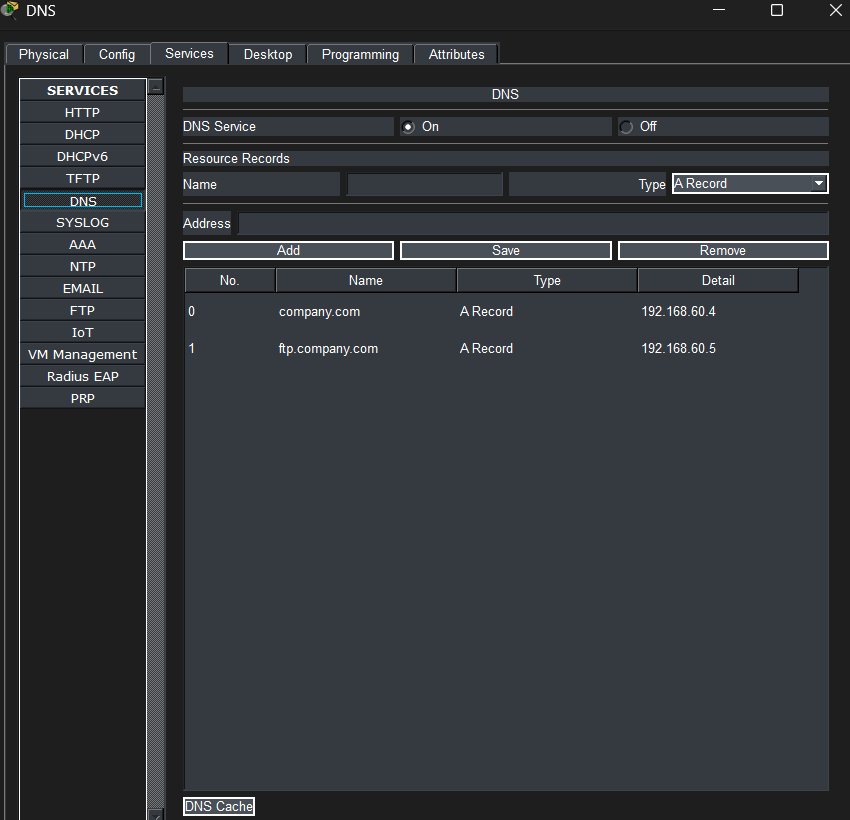 DNS
Physical Config Services Desktop Programming Attributes
SERVICES
HTTP
DHCP
DHCPv6
TFTP
DNS
SYSLOG
AAA
NTP
EMAIL
FTP
IoT
VM Management
Radius EAP
PRP
DNS
DNS Service On Off
Resource Records
Name Type A Record
Address
Add Save Remove
No. Name Type Detail
0 company.com A Record 192.168.60.4
1 ftp.company.com A Record 192.168.60.5
DNS Cache